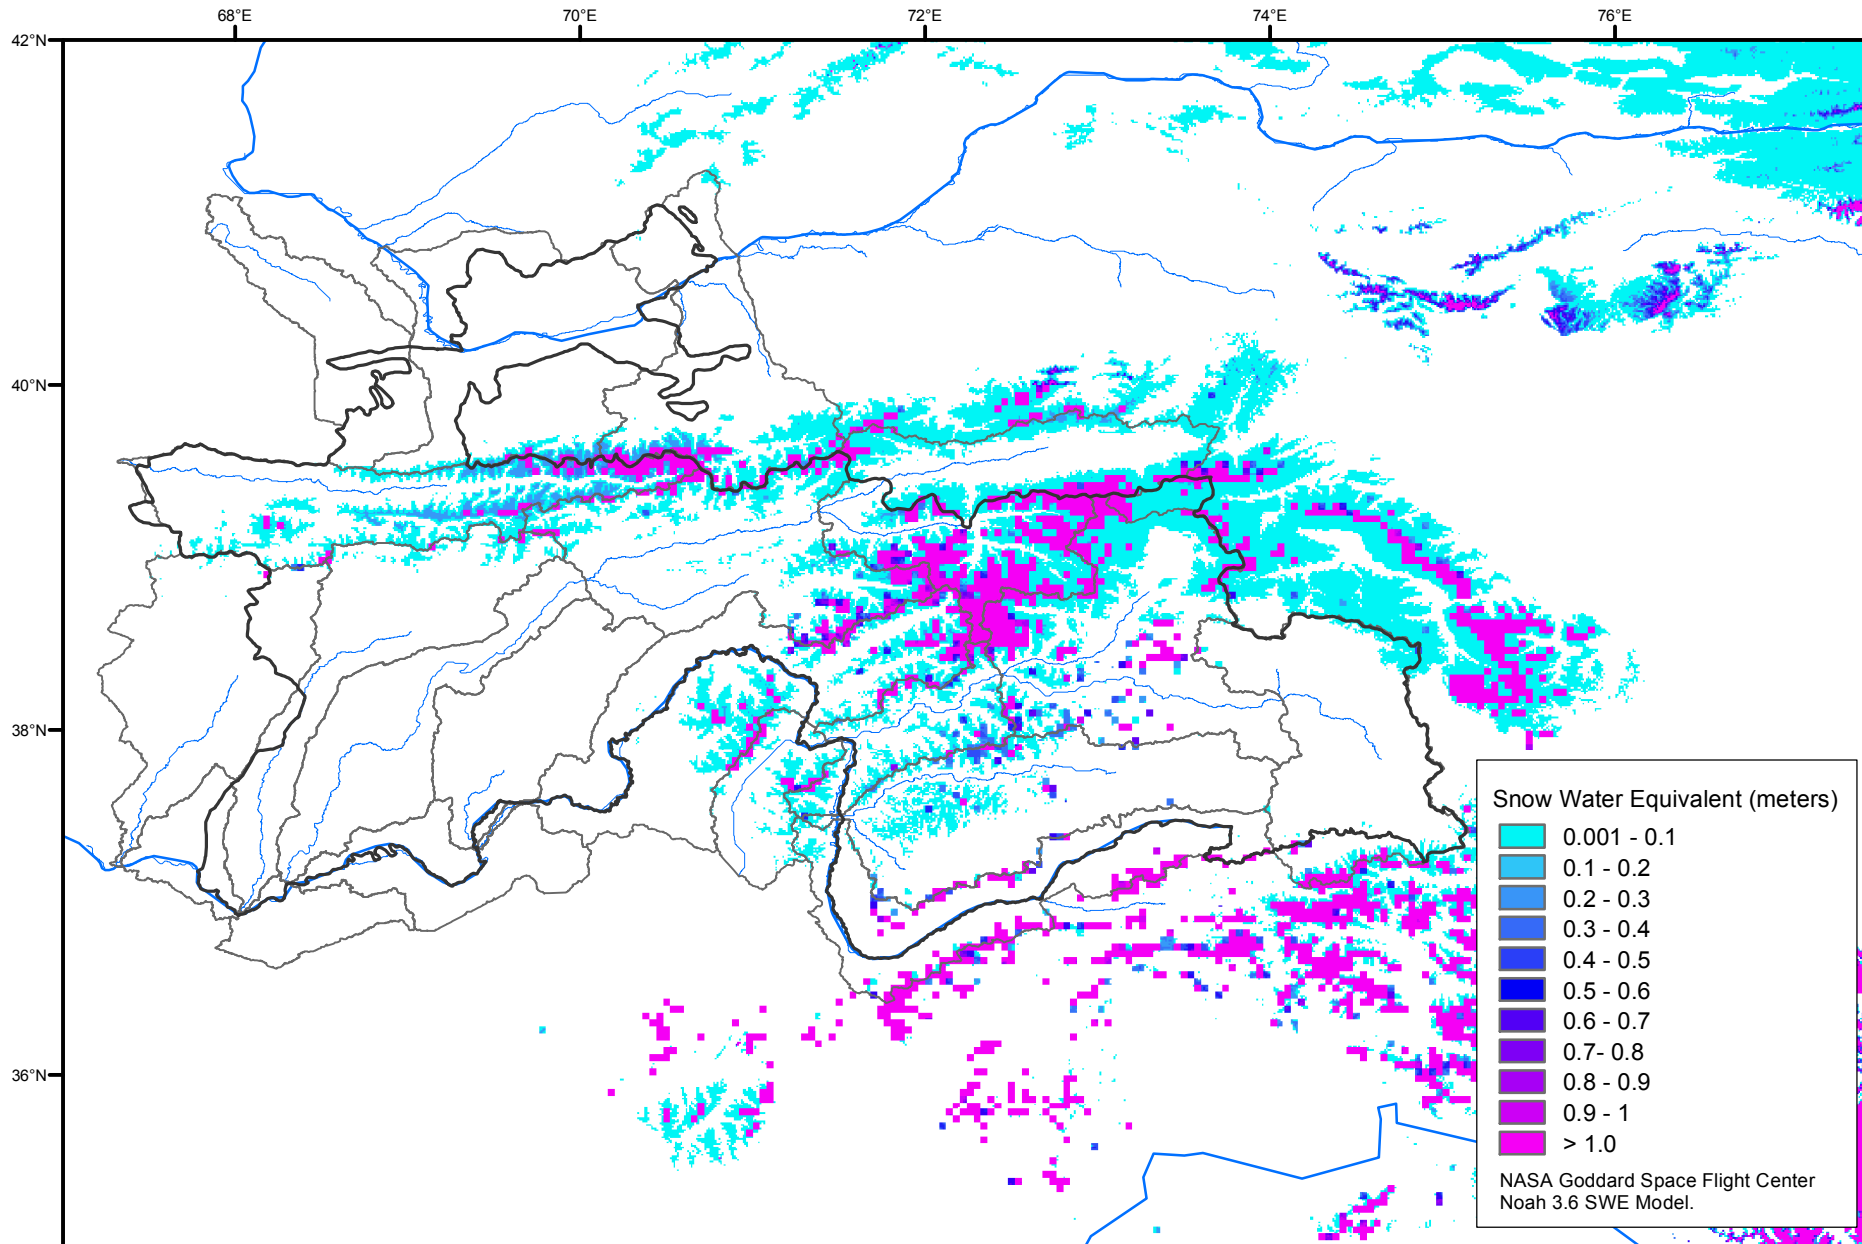 68°E
70°E
72°E
74°E
76°E
42°N
40°N
38°N
36°N
Snow Water Equivalent (meters)
0.001 - 0.1
0.1 - 0.2
0.2 - 0.3
0.3 - 0.4
0.4 - 0.5
0.5 - 0.6
0.6 - 0.7
0.7- 0.8
0.8 - 0.9
0.9 - 1
> 1.0
NASA Goddard Space Flight Center
Noah 3.6 SWE Model.